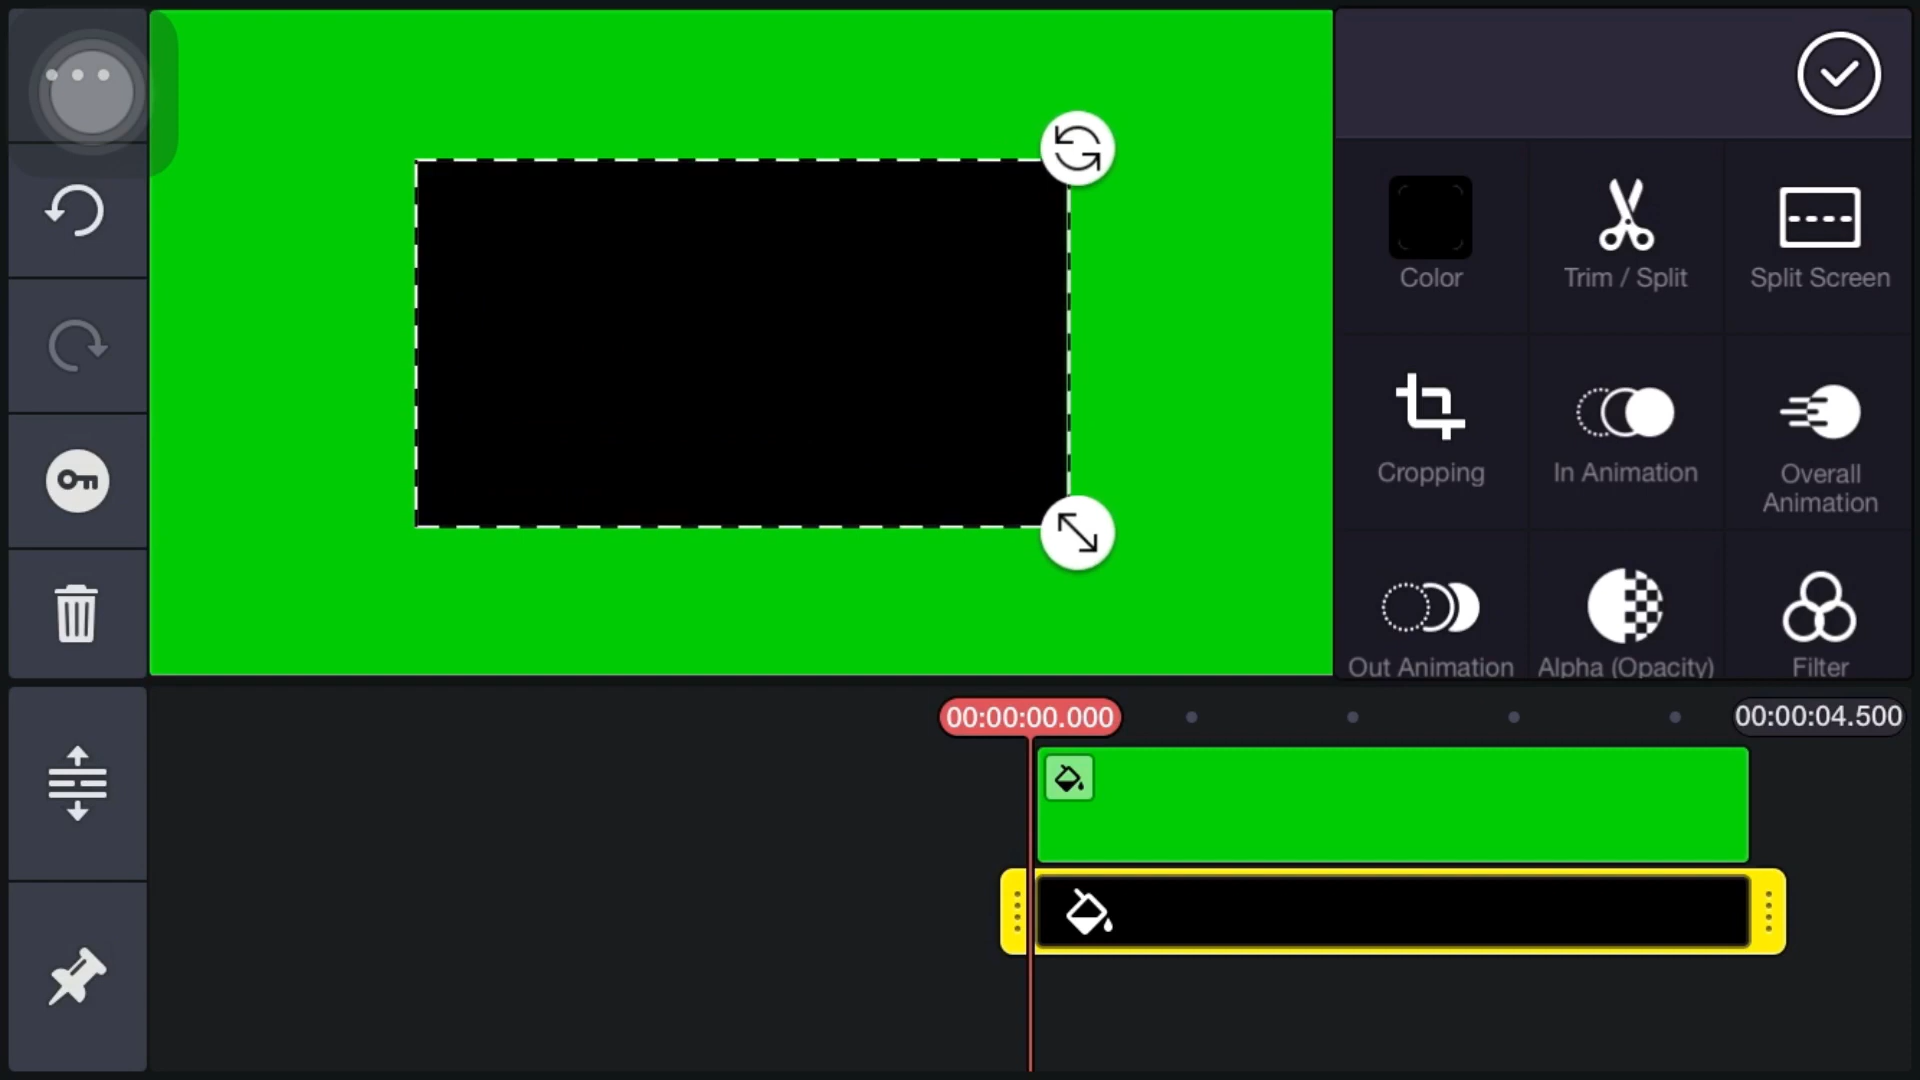 Color
Trim / Split
Split Screen
Cropping
In Animation
Overall
Animation
Out Animation
Alpha (Opacity)
Filter
00:00:00.000
00:00:04.500